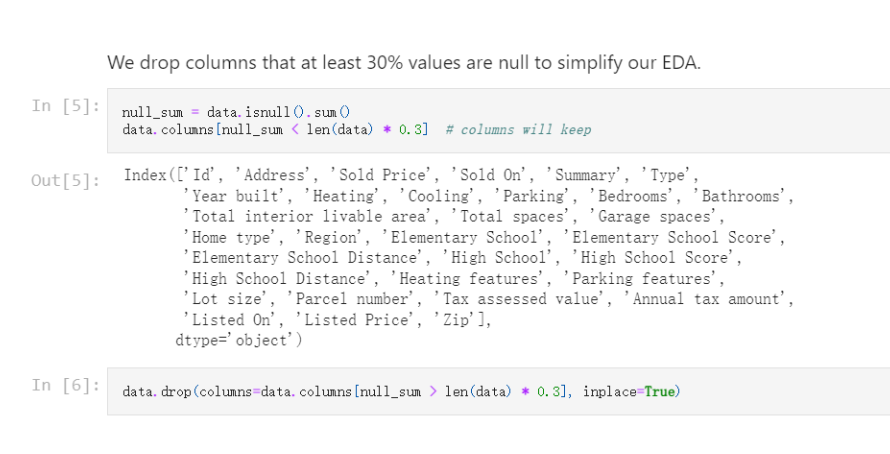 We drop columns that at least 30% values are null to simplify our EDA.
In [5]:
null_sum = data.isnull().sum()
data.columns[null_sum < len(data) * 0.3]  # columns will keep
Out[5]:
Index(['Id', 'Address', 'Sold Price', 'Sold On', 'Summary', 'Type',
'Year built', 'Heating', 'Cooling', 'Parking', 'Bedrooms', 'Bathrooms',
'Total interior livable area', 'Total spaces', 'Garage spaces',
'Home type', 'Region', 'Elementary School', 'Elementary School Score',
'Elementary School Distance', 'High School', 'High School Score',
'High School Distance', 'Heating features', 'Parking features',
'Lot size', 'Parcel number', 'Tax assessed value', 'Annual tax amount',
'Listed On', 'Listed Price', 'Zip'],
dtype='object')
In [6]:
data.drop(columns=data.columns[null_sum > len(data) * 0.3], inplace=True)